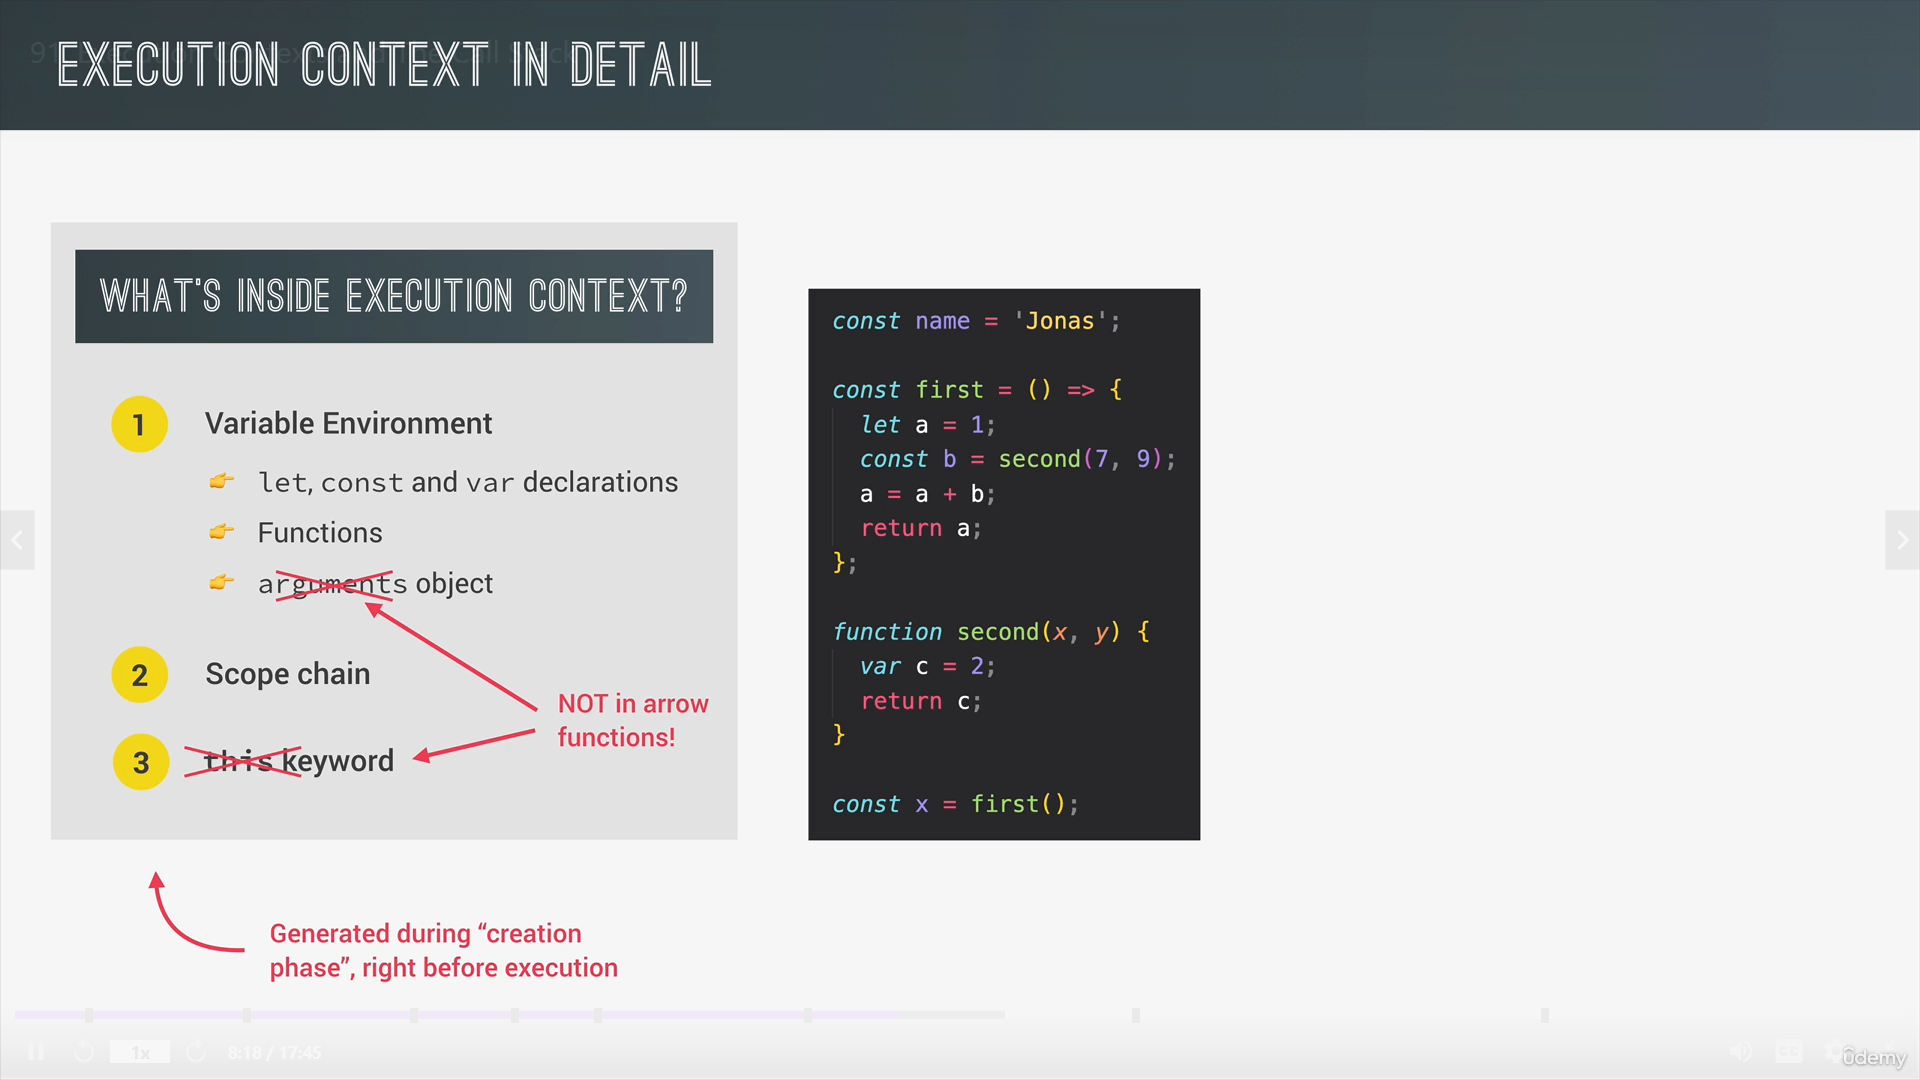 EXECUTION CONTEXT IN DETAIL
WHAT'S INSIDE EXECUTION CONTEXT?
1 Variable Environment
👉 let, const and var declarations
👉 Functions
👉 arguments object
2 Scope chain
NOT in arrow
functions!
3 this keyword
Generated during “creation
phase”, right before execution
const name = 'Jonas';
const first = () => {
let a = 1;
const b = second(7, 9);
a = a + b;
return a;
};
function second(x, y) {
var c = 2;
return c;
}
const x = first();
1x
8:18 / 17:45
CC
ûdemy